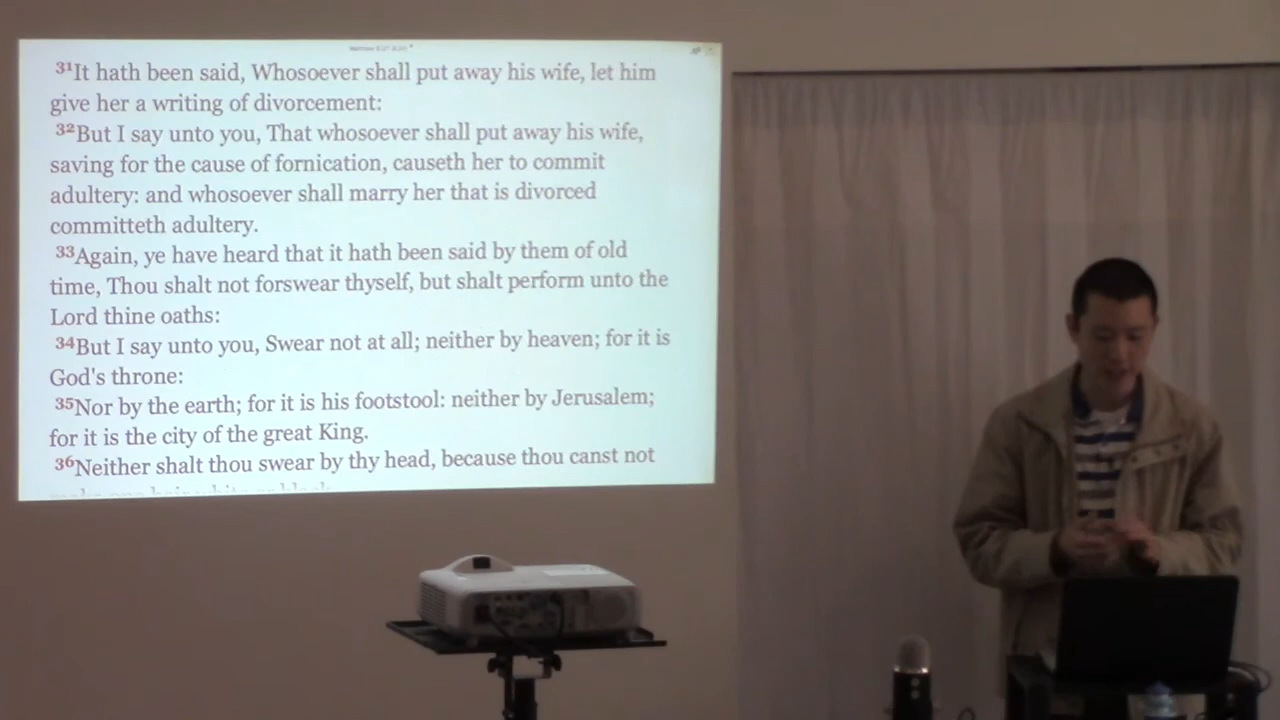 31It hath been said, Whosoever shall put away his wife, let him
give her a writing of divorcement:
32But I say unto you, That whosoever shall put away his wife,
saving for the cause of fornication, causeth her to commit
adultery: and whosoever shall marry her that is divorced
committeth adultery.
33Again, ye have heard that it hath been said by them of old
time, Thou shalt not forswear thyself, but shalt perform unto the
Lord thine oaths:
34But I say unto you, Swear not at all; neither by heaven; for it is
God's throne:
35Nor by the earth; for it is his footstool: neither by Jerusalem;
for it is the city of the great King.
36Neither shalt thou swear by thy head, because thou canst not